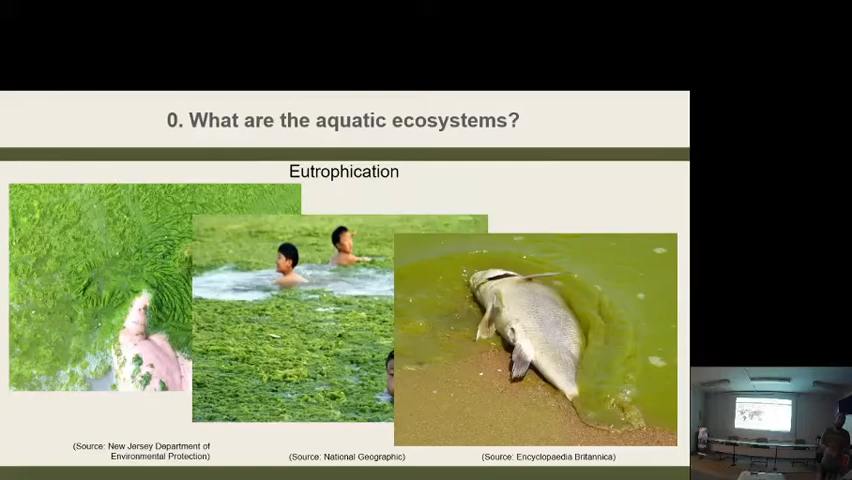 0. What are the aquatic ecosystems?
Eutrophication
(Source: New Jersey Department of
Environmental Protection)
(Source: National Geographic)
(Source: Encyclopaedia Britannica)